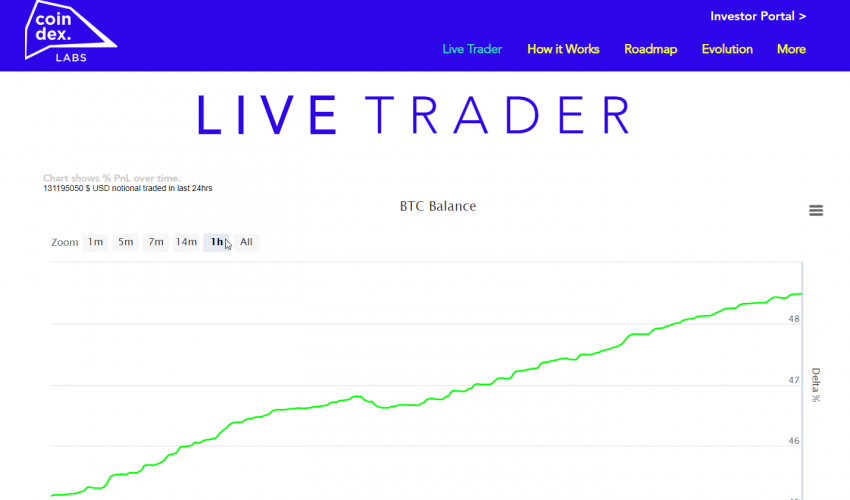 coin
dex.
LABS
Investor Portal >
Live Trader How it Works Roadmap Evolution More
LIVE TRADER
Chart shows % PnL over time.
131195050 $ USD notional traded in last 24hrs
BTC Balance
Zoom 1m 5m 7m 14m 1h All
48
47
46
Delta %